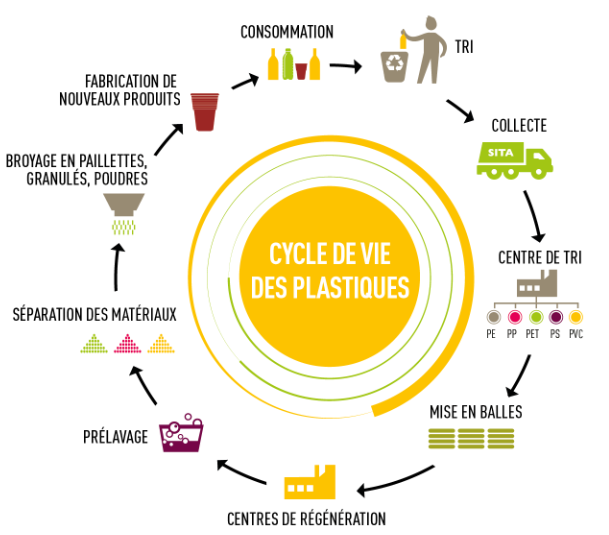 CONSOMMATION
TRI
COLLECTE
SITA
CENTRE DE TRI
PE PP PET PS PVC
MISE EN BALLES
CENTRES DE RÉGÉNÉRATION
PRÉLAVAGE
SÉPARATION DES MATÉRIAUX
BROYAGE EN PAILLETTES,
GRANULÉS, POUDRES
FABRICATION DE
NOUVEAUX PRODUITS
CYCLE DE VIE
DES PLASTIQUES